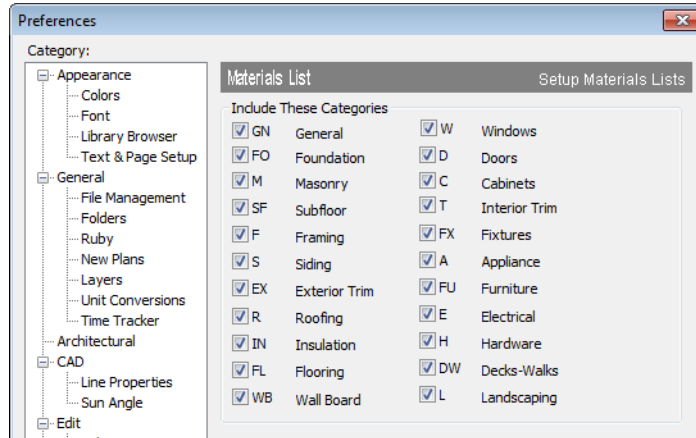 Preferences
Category:
Appearance
Colors
Font
Library Browser
Text & Page Setup
General
File Management
Folders
Ruby
New Plans
Layers
Unit Conversions
Time Tracker
Architectural
CAD
Line Properties
Sun Angle
Edit
Materials List Setup Materials Lists
Include These Categories
GN General W Windows
FO Foundation D Doors
M Masonry C Cabinets
SF Subfloor T Interior Trim
F Framing FX Fixtures
S Siding A Appliance
EX Exterior Trim FU Furniture
R Roofing E Electrical
IN Insulation H Hardware
FL Flooring DW Decks-Walks
WB Wall Board L Landscaping